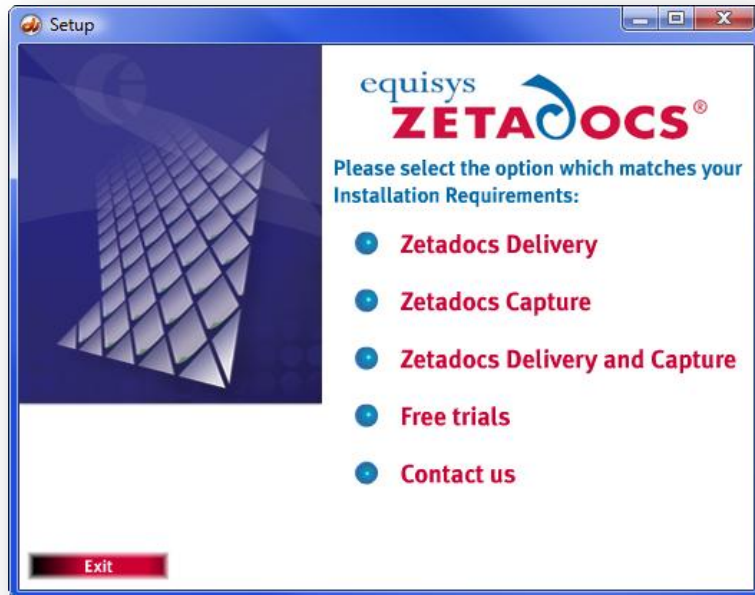 Setup
equisys
ZETADOCS®
Please select the option which matches your
Installation Requirements:
Zetadocs Delivery
Zetadocs Capture
Zetadocs Delivery and Capture
Free trials
Contact us
Exit